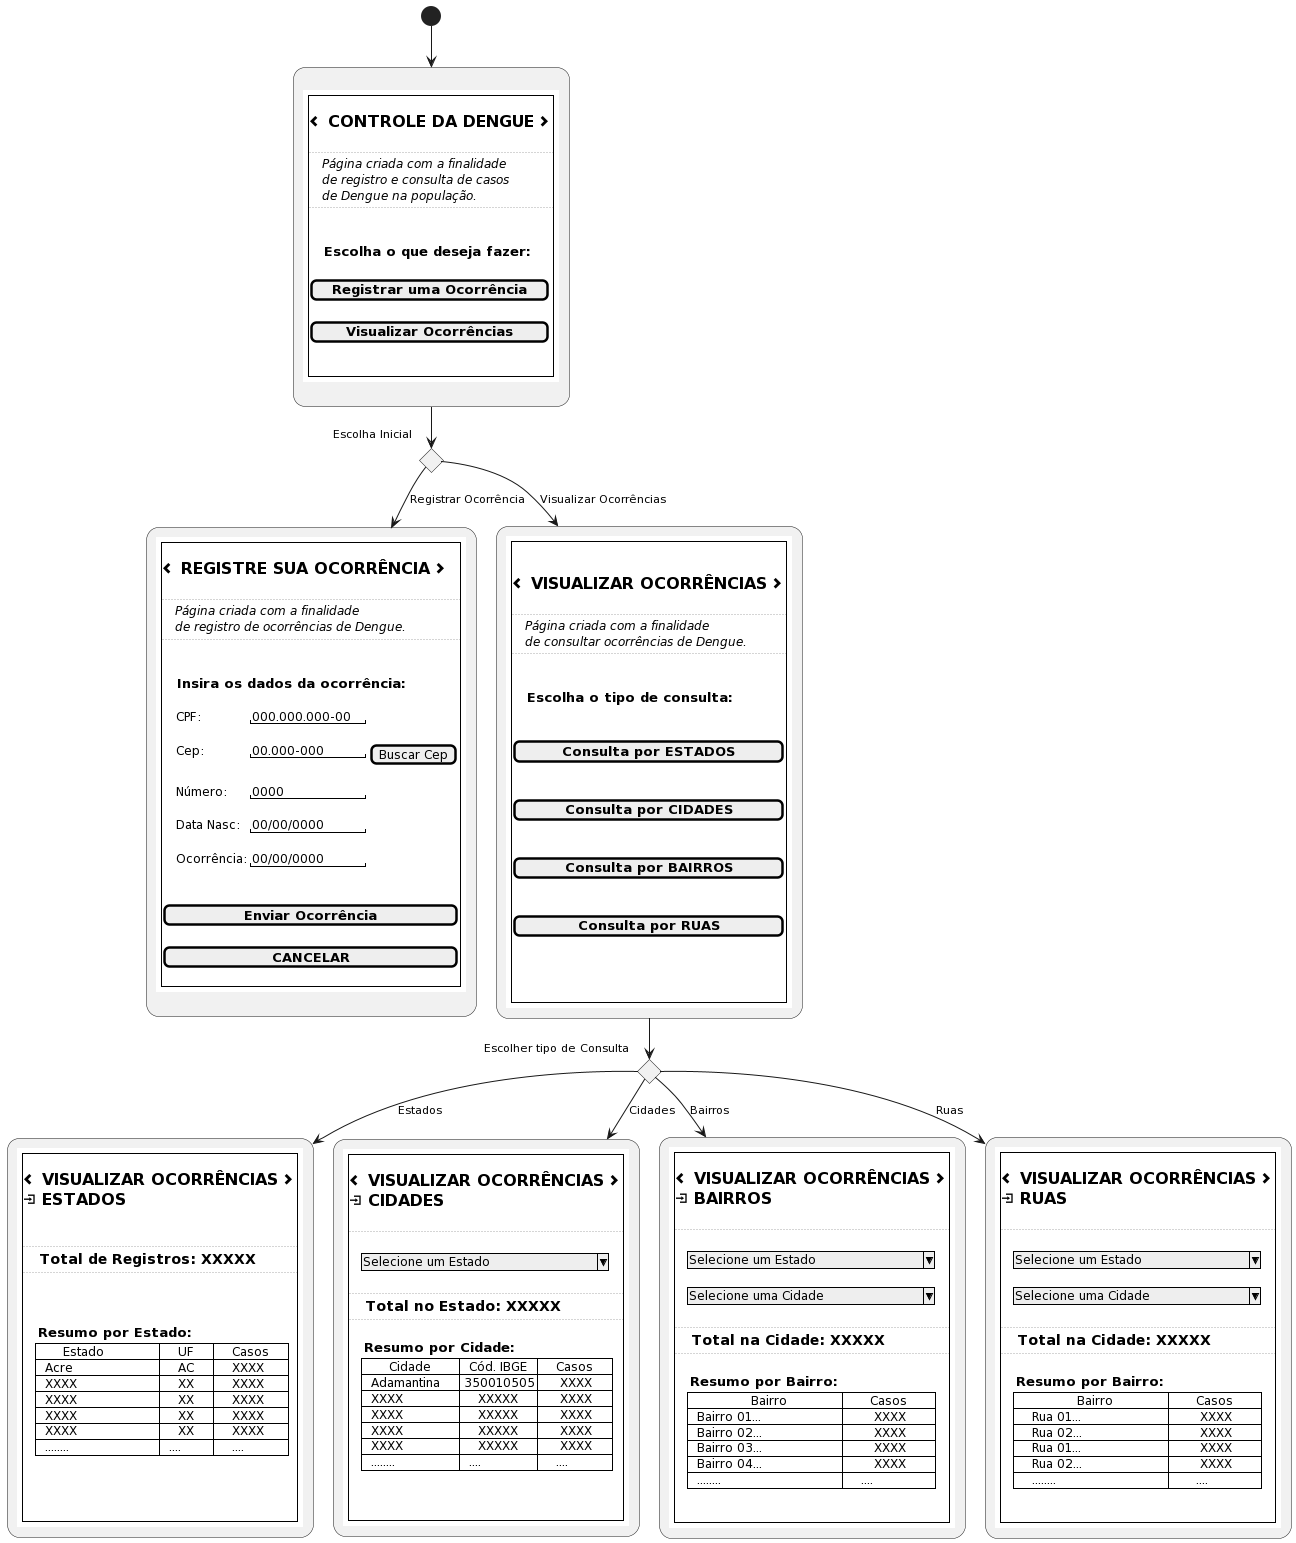 CONTROLE DA DENGUE
Página criada com a finalidade
de registro e consulta de casos
de Dengue na população.
Escolha o que deseja fazer:
Registrar uma Ocorrência
Visualizar Ocorrências
Escolha Inicial
Registrar Ocorrência
Visualizar Ocorrências
REGISTRE SUA OCORRÊNCIA
Página criada com a finalidade
de registro de ocorrências de Dengue.
Insira os dados da ocorrência:
CPF: 000.000.000-00
Cep: 00.000-000 Buscar Cep
Número: 0000
Data Nasc: 00/00/0000
Ocorrência: 00/00/0000
Enviar Ocorrência
CANCELAR
VISUALIZAR OCORRÊNCIAS
Página criada com a finalidade
de consultar ocorrências de Dengue.
Escolha o tipo de consulta:
Consulta por ESTADOS
Consulta por CIDADES
Consulta por BAIRROS
Consulta por RUAS
Escolher tipo de Consulta
Estados
Cidades
Bairros
Ruas
VISUALIZAR OCORRÊNCIAS
ESTADOS
Total de Registros: XXXXX
Resumo por Estado:
Estado UF Casos
Acre AC XXXX
XXXX XX XXXX
XXXX XX XXXX
XXXX XX XXXX
XXXX XX XXXX
........ .... ....
VISUALIZAR OCORRÊNCIAS
CIDADES
Selecione um Estado
Total no Estado: XXXXX
Resumo por Cidade:
Cidade Cód. IBGE Casos
Adamantina 350010505 XXXX
XXXX XXXXX XXXX
XXXX XXXXX XXXX
XXXX XXXXX XXXX
XXXX XXXXX XXXX
........ .... ....
VISUALIZAR OCORRÊNCIAS
BAIRROS
Selecione um Estado
Selecione uma Cidade
Total na Cidade: XXXXX
Resumo por Bairro:
Bairro Casos
Bairro 01... XXXX
Bairro 02... XXXX
Bairro 03... XXXX
Bairro 04... XXXX
........ ....
VISUALIZAR OCORRÊNCIAS
RUAS
Selecione um Estado
Selecione uma Cidade
Total na Cidade: XXXXX
Resumo por Bairro:
Bairro Casos
Rua 01... XXXX
Rua 02... XXXX
Rua 01... XXXX
Rua 02... XXXX
........ ....